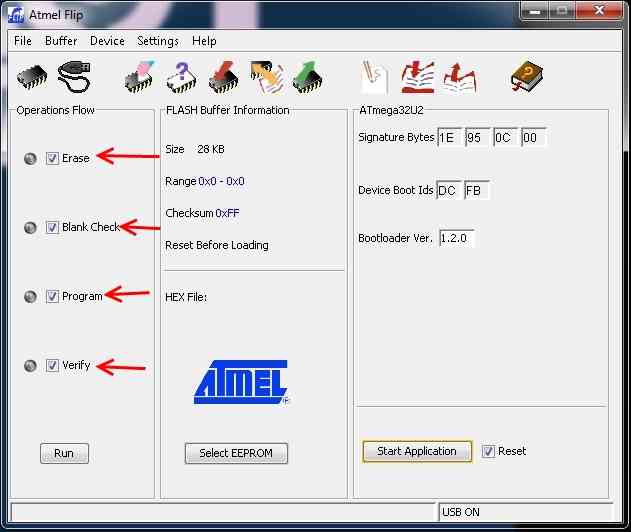 Atmel Flip
File Buffer Device Settings Help
Operations Flow
Erase
Blank Check
Program
Verify
Run
FLASH Buffer Information
Size 28 KB
Range 0x0 - 0x0
Checksum 0xFF
Reset Before Loading
HEX File:
ATMEL
Select EEPROM
ATmega32U2
Signature Bytes 1E 95 0C 00
Device Boot Ids DC FB
Bootloader Ver. 1.2.0
Start Application Reset
USB ON